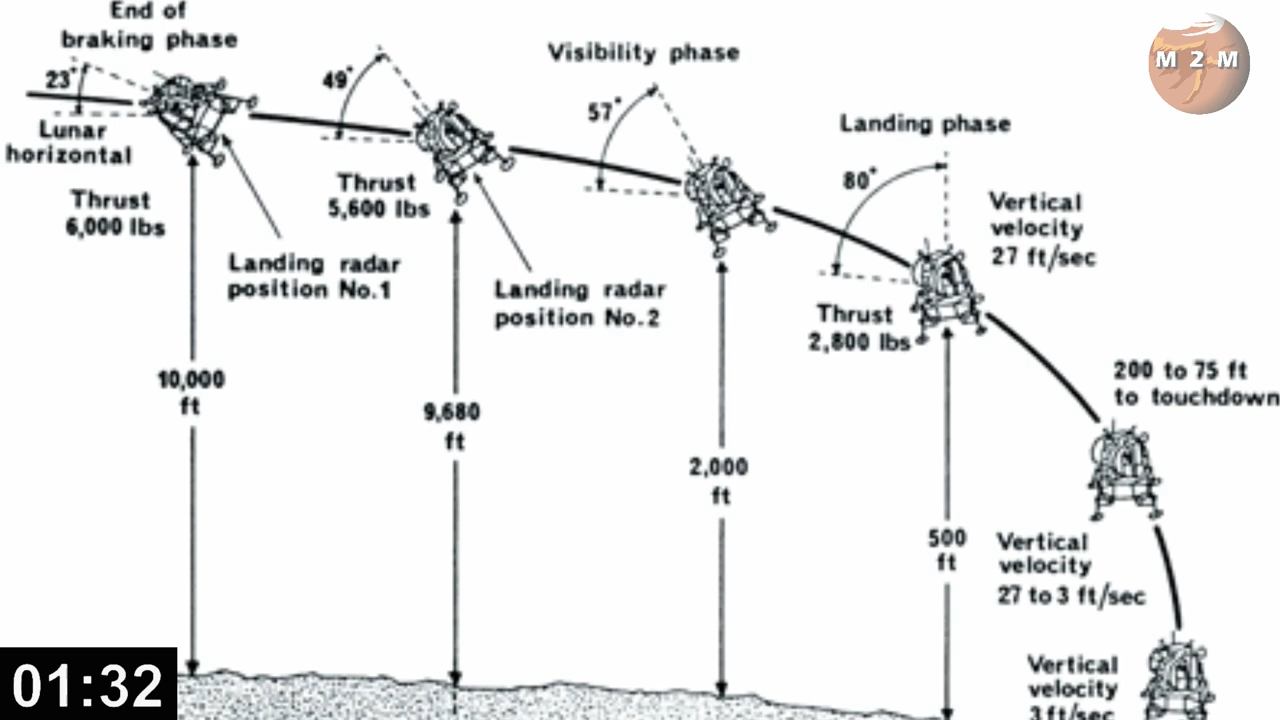 End of
braking phase
23°
Lunar
horizontal
Thrust
6,000 lbs
Landing radar
position No.1
10,000
ft
49°
Thrust
5,600 lbs
Landing radar
position No.2
9,680
ft
Visibility phase
57°
2,000
ft
Landing phase
80°
Thrust
2,800 lbs
Vertical
velocity
27 ft/sec
500
ft
200 to 75 ft
to touchdown
Vertical
velocity
27 to 3 ft/sec
Vertical
velocity
3 ft/sec
M 2 M
01:32